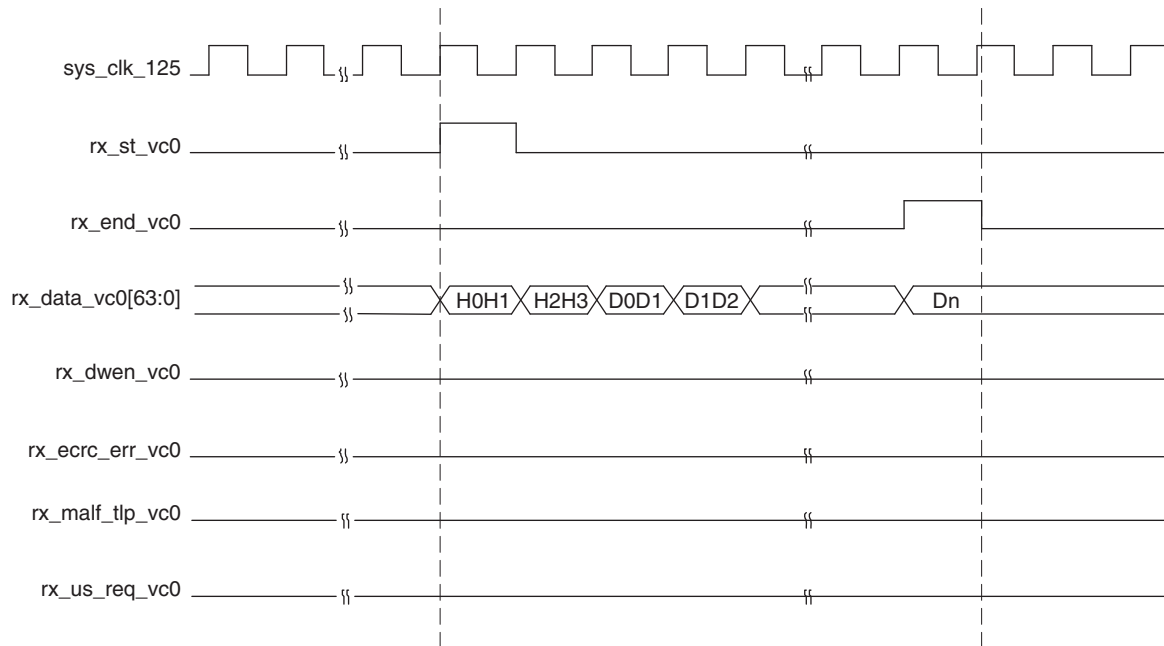 sys_clk_125
rx_st_vc0
rx_end_vc0
rx_data_vc0[63:0] H0H1 H2H3 D0D1 D1D2 Dn
rx_dwen_vc0
rx_ecrc_err_vc0
rx_malf_tlp_vc0
rx_us_req_vc0